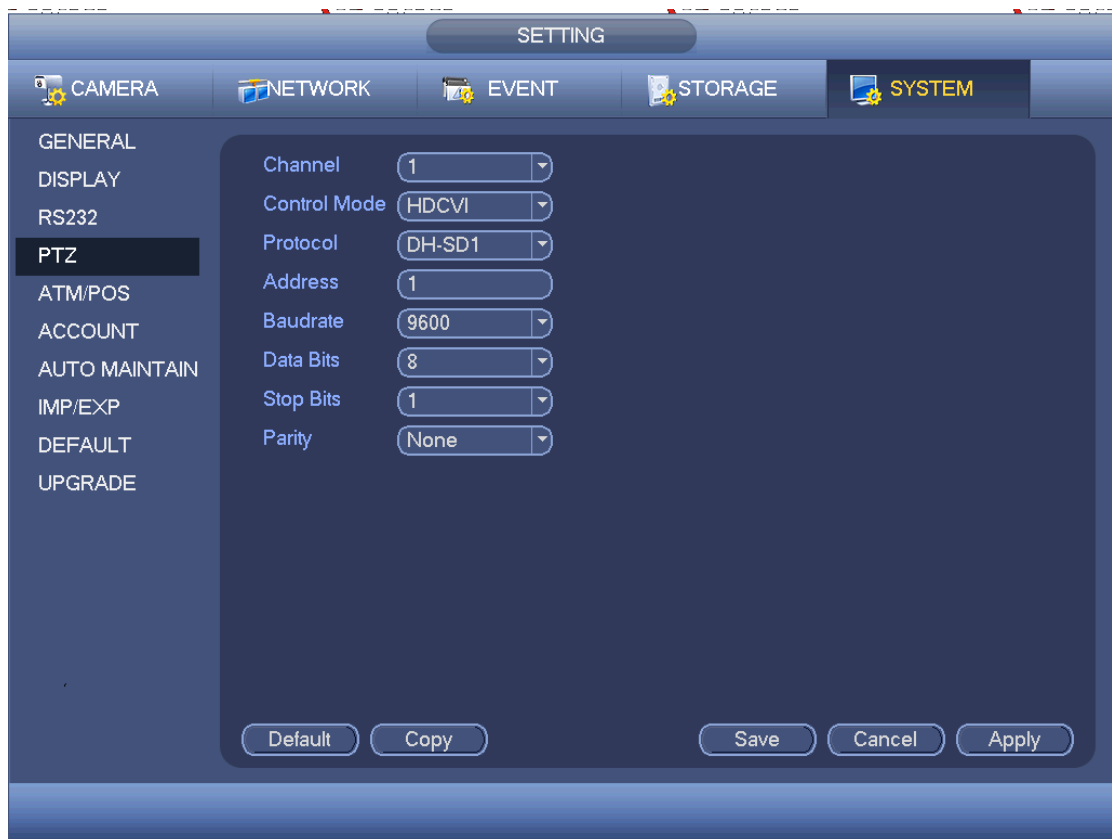 SETTING
CAMERA NETWORK EVENT STORAGE SYSTEM
GENERAL
DISPLAY
RS232
PTZ
ATM/POS
ACCOUNT
AUTO MAINTAIN
IMP/EXP
DEFAULT
UPGRADE
Channel 1
Control Mode HDCVI
Protocol DH-SD1
Address 1
Baudrate 9600
Data Bits 8
Stop Bits 1
Parity None
Default Copy Save Cancel Apply